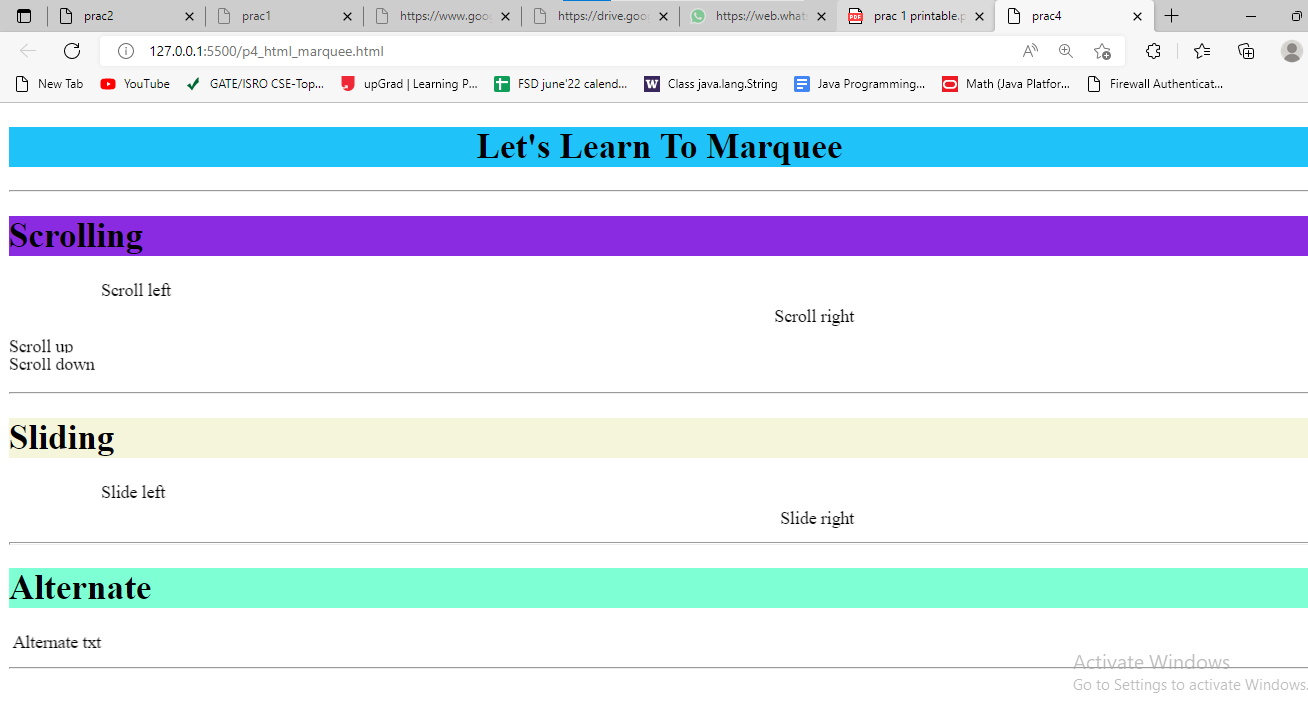 prac2
prac1
https://www.goo
https://drive.goo
https://web.what
prac 1 printable.p
prac4
127.0.0.1:5500/p4_html_marquee.html
New Tab
YouTube
GATE/ISRO CSE-Top...
upGrad | Learning P...
FSD june'22 calend...
Class java.lang.String
Java Programming...
Math (Java Platfor...
Firewall Authenticat...
Let's Learn To Marquee
Scrolling
Scroll left
Scroll right
Scroll up
Scroll down
Sliding
Slide left
Slide right
Alternate
Alternate txt
Activate Windows
Go to Settings to activate Windows.